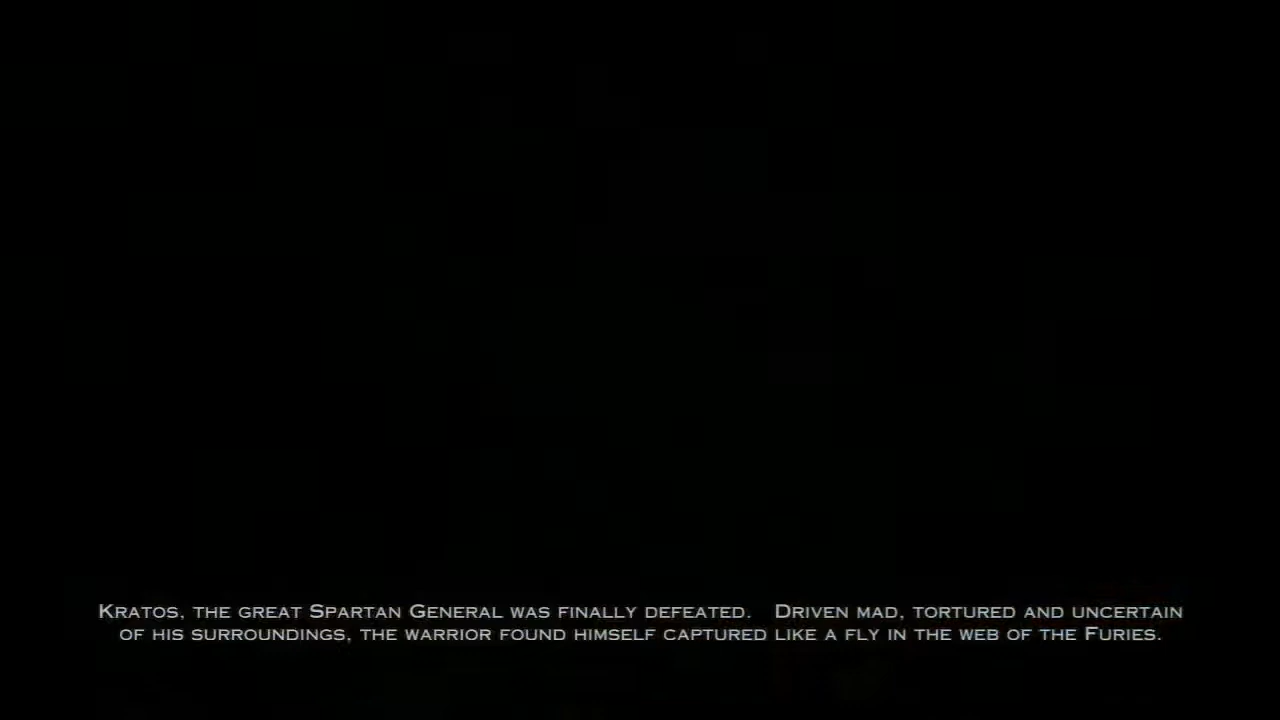 Kratos, the great Spartan General was finally defeated.   Driven mad, tortured and uncertain
of his surroundings, the warrior found himself captured like a fly in the web of the Furies.